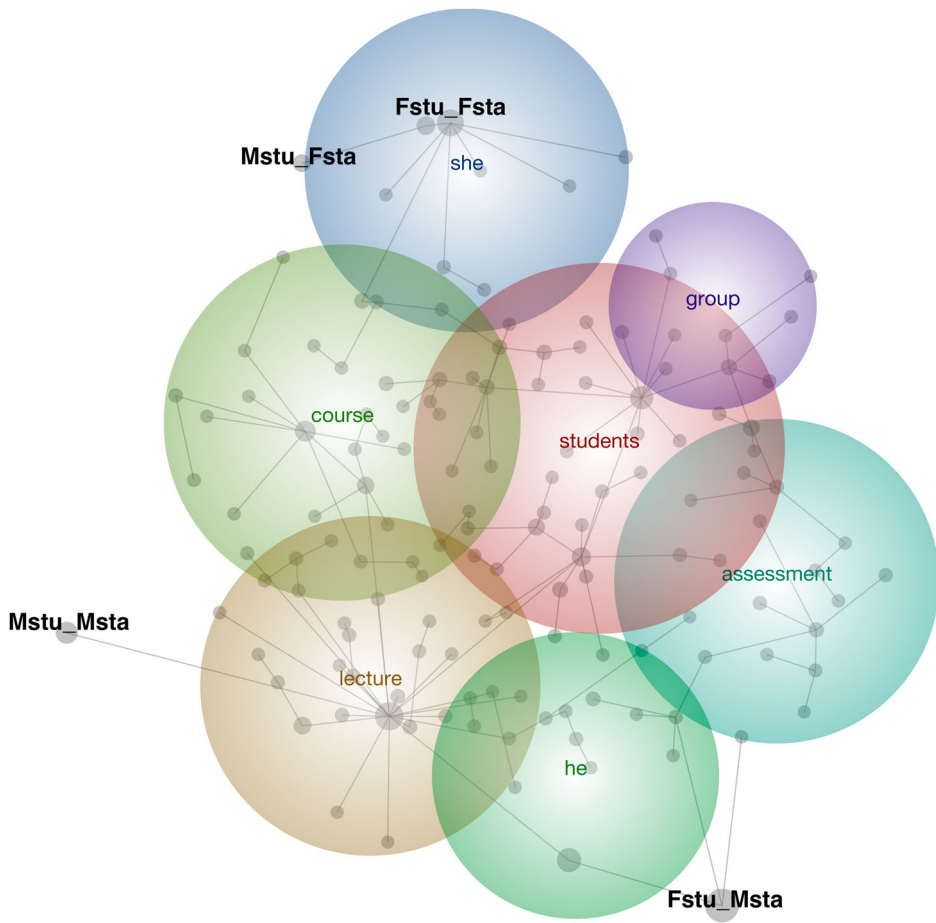 Fstu_Fsta
Mstu_Fsta
she
group
course
students
assessment
Mstu_Msta
lecture
he
Fstu_Msta